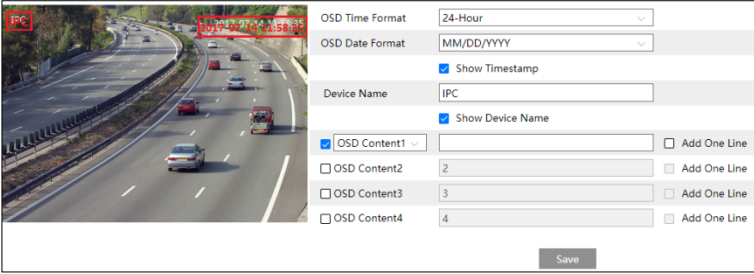 IPC
OSD Time Format 24-Hour
OSD Date Format MM/DD/YYYY
Show Timestamp
Device Name IPC
Show Device Name
OSD Content1 Add One Line
OSD Content2 2 Add One Line
OSD Content3 3 Add One Line
OSD Content4 4 Add One Line
Save